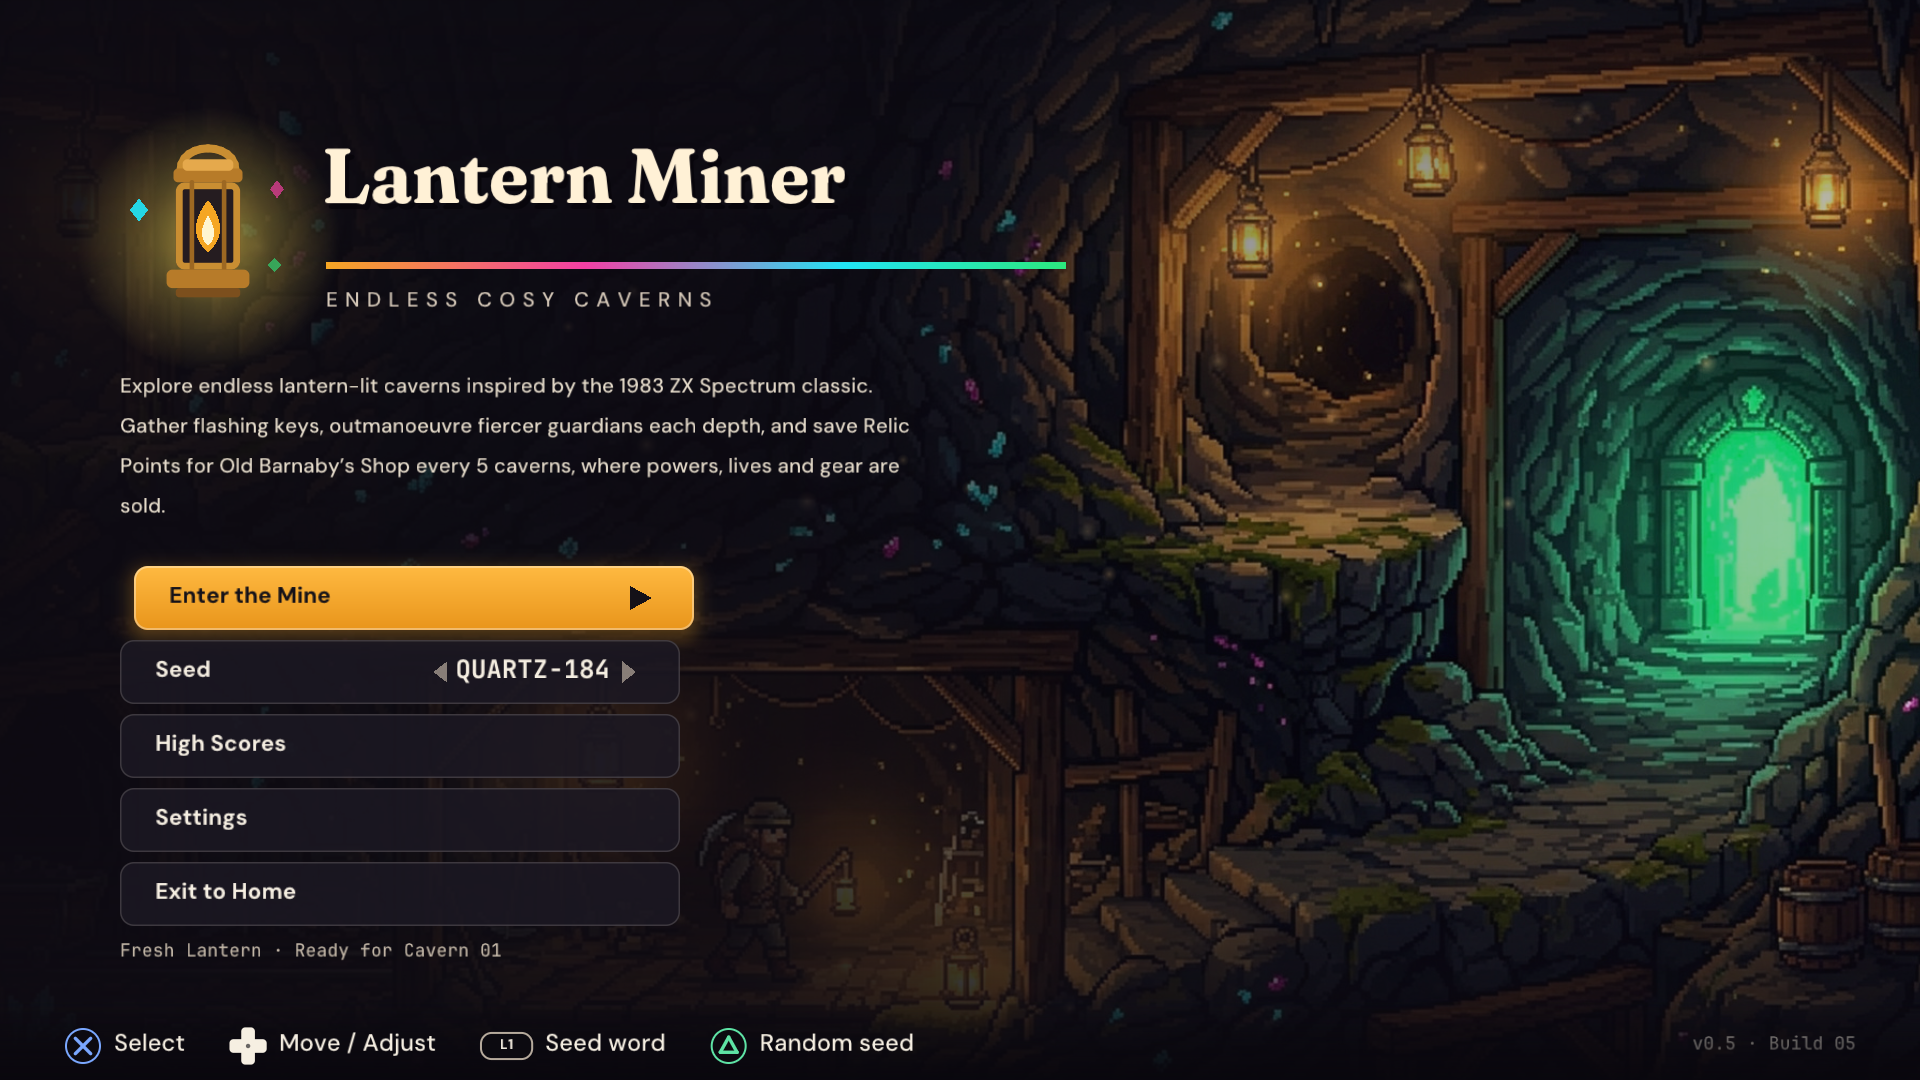 Lantern Miner
ENDLESS COSY CAVERNS
Explore endless lantern-lit caverns inspired by the 1983 ZX Spectrum classic.
Gather flashing keys, outmanoeuvre fiercer guardians each depth, and save Relic
Points for Old Barnaby’s Shop every 5 caverns, where powers, lives and gear are
sold.
Enter the Mine
Seed QUARTZ-184
High Scores
Settings
Exit to Home
Fresh Lantern · Ready for Cavern 01
Select Move / Adjust L1 Seed word Random seed
v0.5 · Build 05